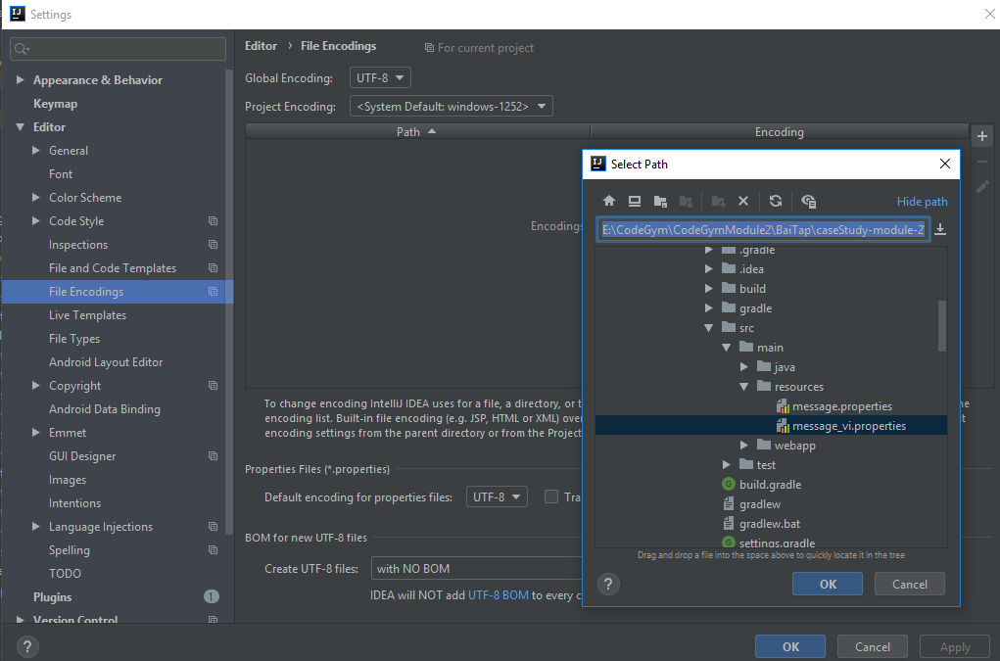 Settings
Editor › File Encodings For current project
Appearance & Behavior
Keymap
Editor
General
Font
Color Scheme
Code Style
Inspections
File and Code Templates
File Encodings
Live Templates
File Types
Android Layout Editor
Copyright
Android Data Binding
Emmet
GUI Designer
Images
Intentions
Language Injections
Spelling
TODO
Plugins 1
Version Control
Global Encoding: UTF-8
Project Encoding: <System Default: windows-1252>
Path Encoding
Encodings
To change encoding IntelliJ IDEA uses for a file, a directory, or
encoding list. Built-in file encoding (e.g. JSP, HTML or XML)
encoding settings from the parent directory or from the
Properties Files (*.properties)
Default encoding for properties files: UTF-8
BOM for new UTF-8 files
Create UTF-8 files: with NO BOM
IDEA will NOT add UTF-8 BOM to every
Select Path
Hide path
E:\CodeGym\CodeGymModule2\BaiTap\caseStudy-module-2
.gradle
.idea
build
gradle
src
main
java
resources
message.properties
message_vi.properties
webapp
test
build.gradle
gradlew
gradlew.bat
settings.gradle
Drag and drop a file into the space above to quickly locate it in the tree
? OK Cancel
? OK Cancel Apply